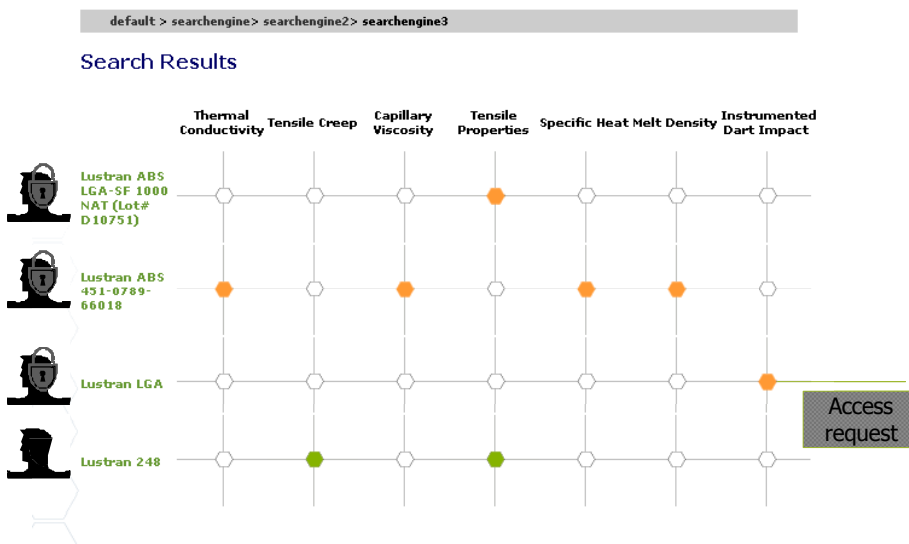 default > searchengine> searchengine2> searchengine3
Search Results
Thermal
Conductivity
Tensile Creep
Capillary
Viscosity
Tensile
Properties
Specific Heat
Melt Density
Instrumented
Dart Impact
Lustran ABS
LGA-SF 1000
NAT (Lot#
D10751)
Lustran ABS
451-0789-
66018
Lustran LGA
Access
request
Lustran 248